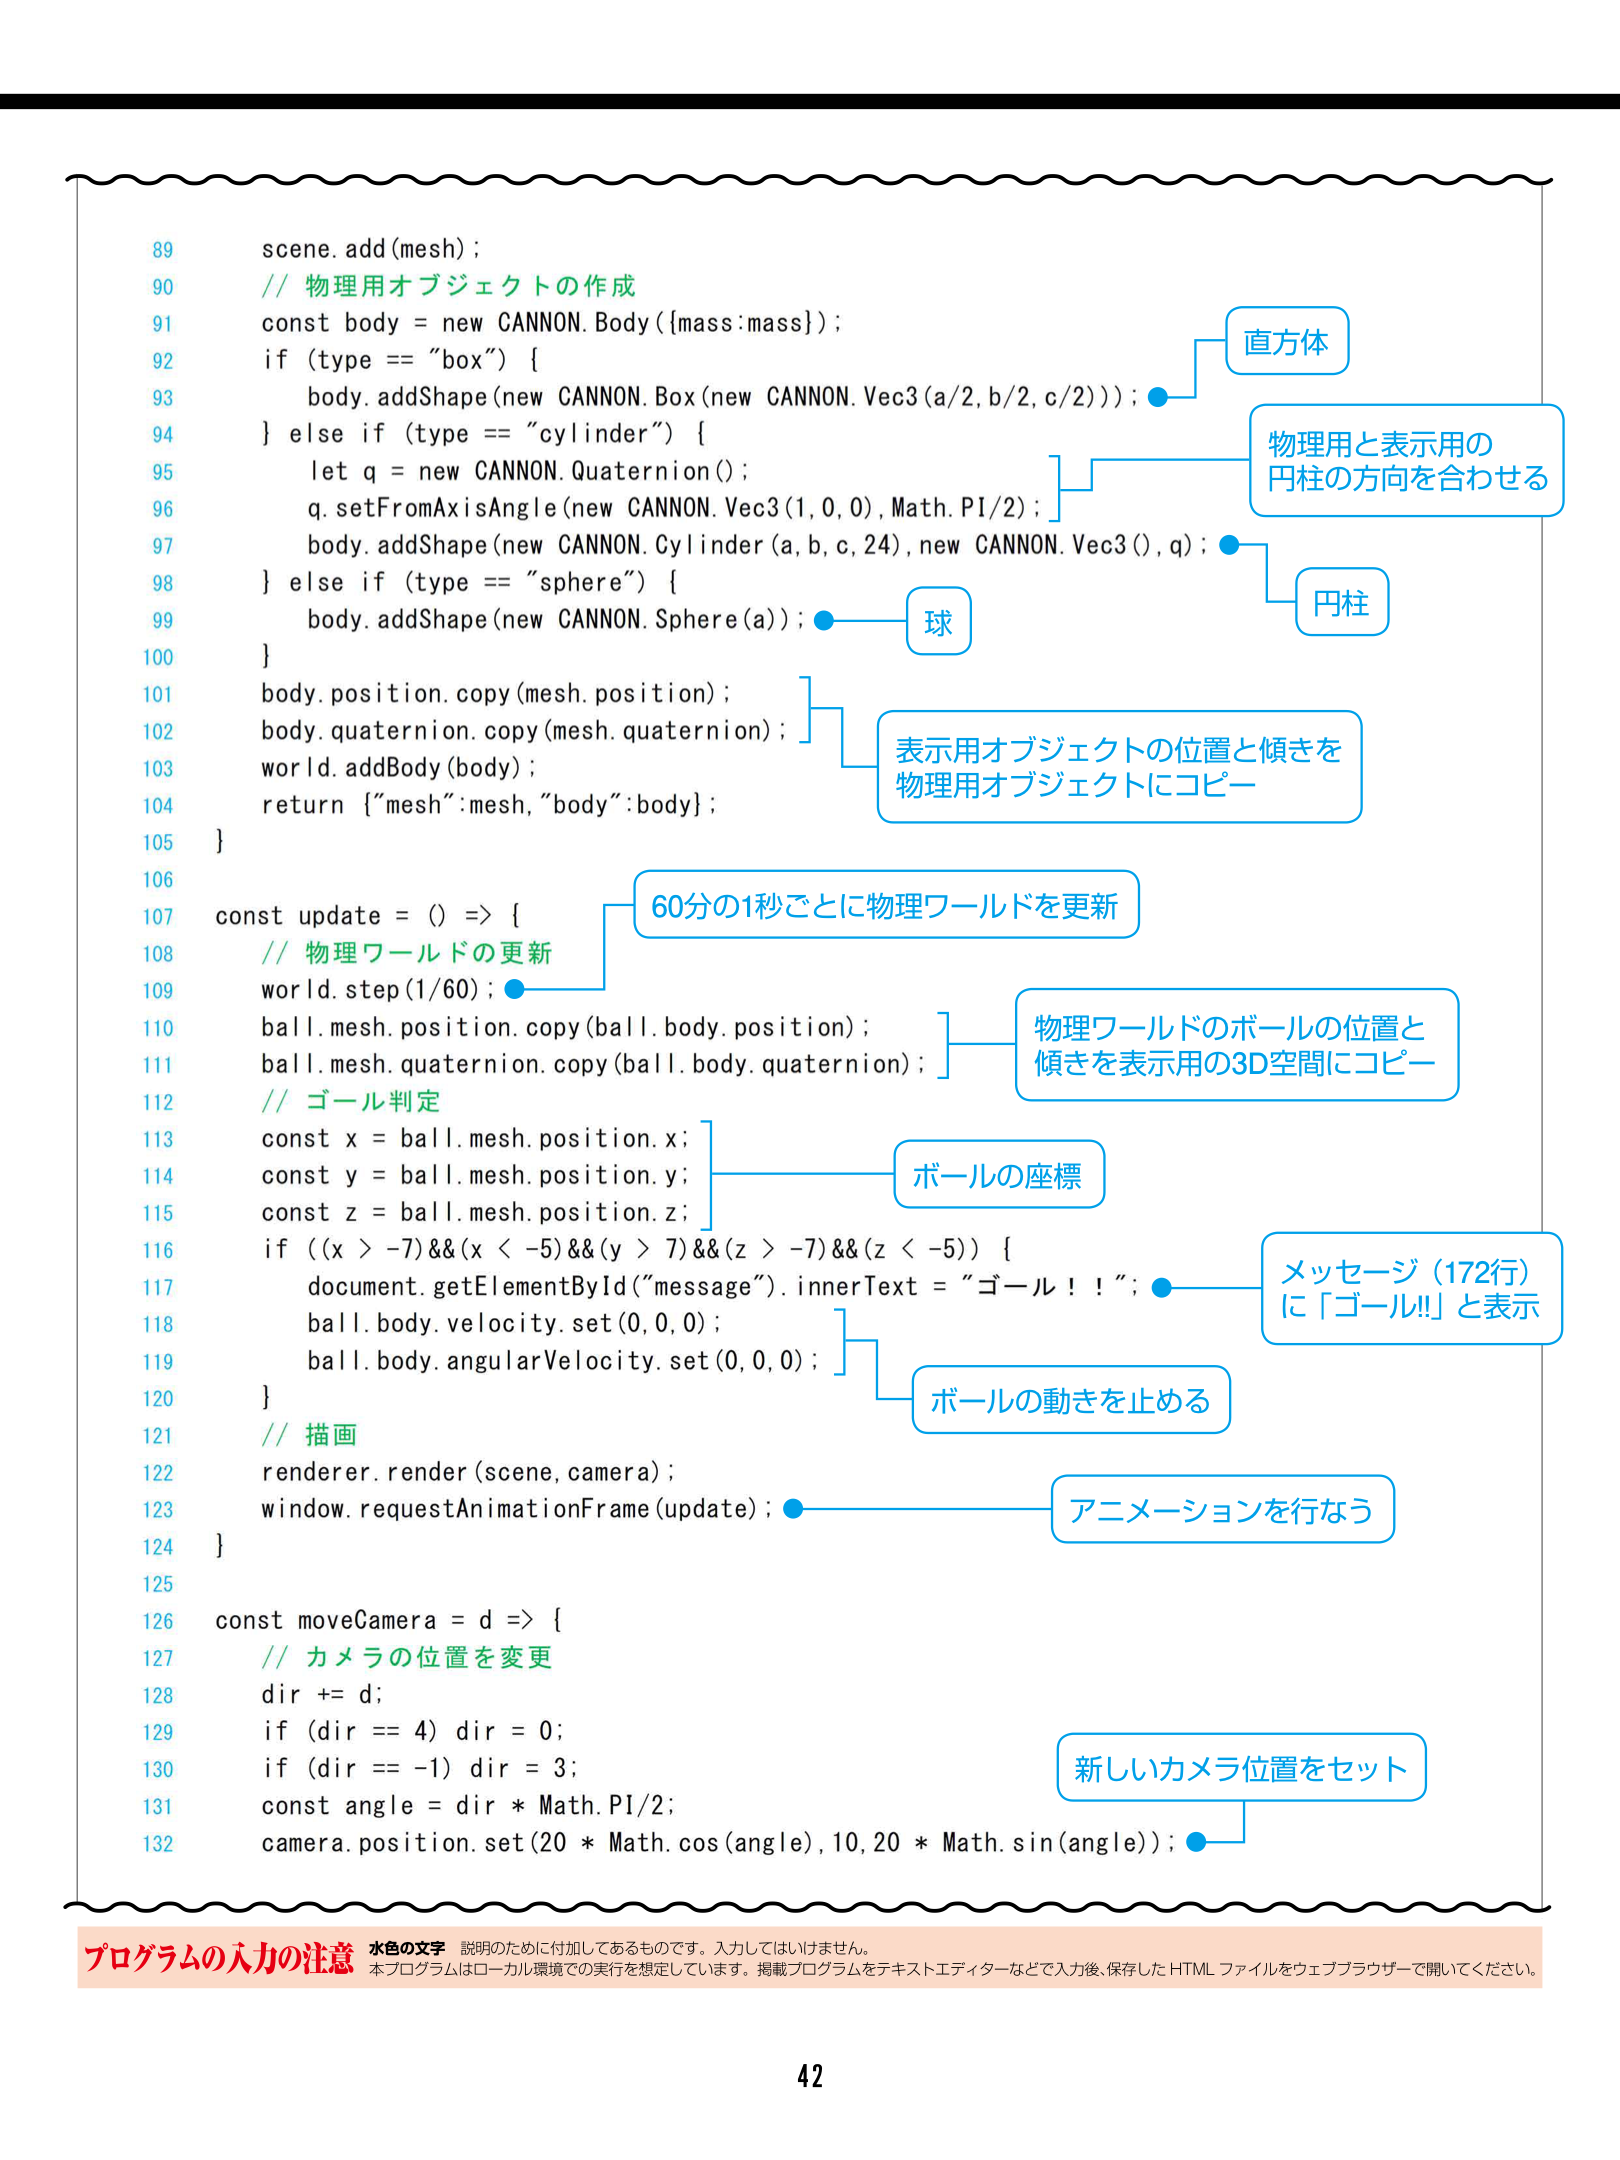 89 scene.add(mesh);
90 // 物理用オブジェクトの作成
91 const body = new CANNON.Body({mass:mass});
92 if (type == "box") {
直方体
93 body.addShape(new CANNON.Box(new CANNON.Vec3(a/2,b/2,c/2)));
94 } else if (type == "cylinder") {
物理用と表示用の
円柱の方向を合わせる
95 let q = new CANNON.Quaternion();
96 q.setFromAxisAngle(new CANNON.Vec3(1,0,0),Math.PI/2);
97 body.addShape(new CANNON.Cylinder(a,b,c,24),new CANNON.Vec3(),q);
円柱
98 } else if (type == "sphere") {
99 body.addShape(new CANNON.Sphere(a));
球
100 }
101 body.position.copy(mesh.position);
102 body.quaternion.copy(mesh.quaternion);
表示用オブジェクトの位置と傾きを
物理用オブジェクトにコピー
103 world.addBody(body);
104 return {"mesh":mesh,"body":body};
105 }
106
60分の1秒ごとに物理ワールドを更新
107 const update = () => {
108 // 物理ワールドの更新
109 world.step(1/60);
110 ball.mesh.position.copy(ball.body.position);
111 ball.mesh.quaternion.copy(ball.body.quaternion);
物理ワールドのボールの位置と
傾きを表示用の3D空間にコピー
112 // ゴール判定
113 const x = ball.mesh.position.x;
114 const y = ball.mesh.position.y;
115 const z = ball.mesh.position.z;
ボールの座標
116 if ((x > -7)&&(x < -5)&&(y > 7)&&(z > -7)&&(z < -5)) {
117 document.getElementById("message").innerText = "ゴール！！";
メッセージ（172行）
に「ゴール!!」と表示
118 ball.body.velocity.set(0,0,0);
119 ball.body.angularVelocity.set(0,0,0);
ボールの動きを止める
120 }
121 // 描画
122 renderer.render(scene,camera);
123 window.requestAnimationFrame(update);
アニメーションを行なう
124 }
125
126 const moveCamera = d => {
127 // カメラの位置を変更
128 dir += d;
129 if (dir == 4) dir = 0;
130 if (dir == -1) dir = 3;
131 const angle = dir * Math.PI/2;
新しいカメラ位置をセット
132 camera.position.set(20 * Math.cos(angle),10,20 * Math.sin(angle));
プログラムの入力の注意
水色の文字 説明のために付加してあるものです。入力してはいけません。
本プログラムはローカル環境での実行を想定しています。掲載プログラムをテキストエディターなどで入力後、保存した HTML ファイルをウェブブラウザーで開いてください。
42